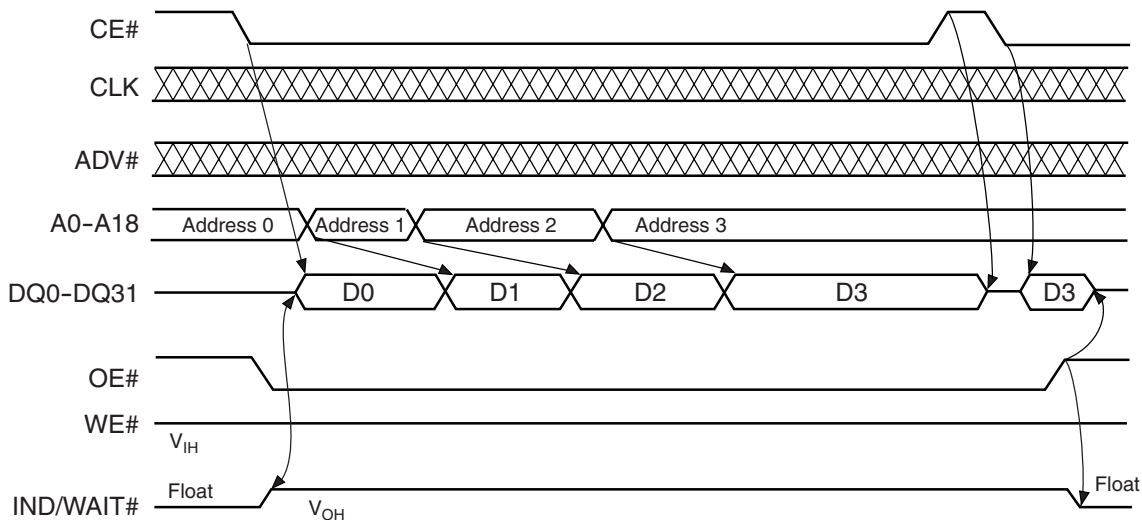 CE#
CLK
ADV#
A0–A18
Address 0
Address 1
Address 2
Address 3
DQ0–DQ31
D0
D1
D2
D3
D3
OE#
WE#
VIH
IND/WAIT#
Float
VOH
Float